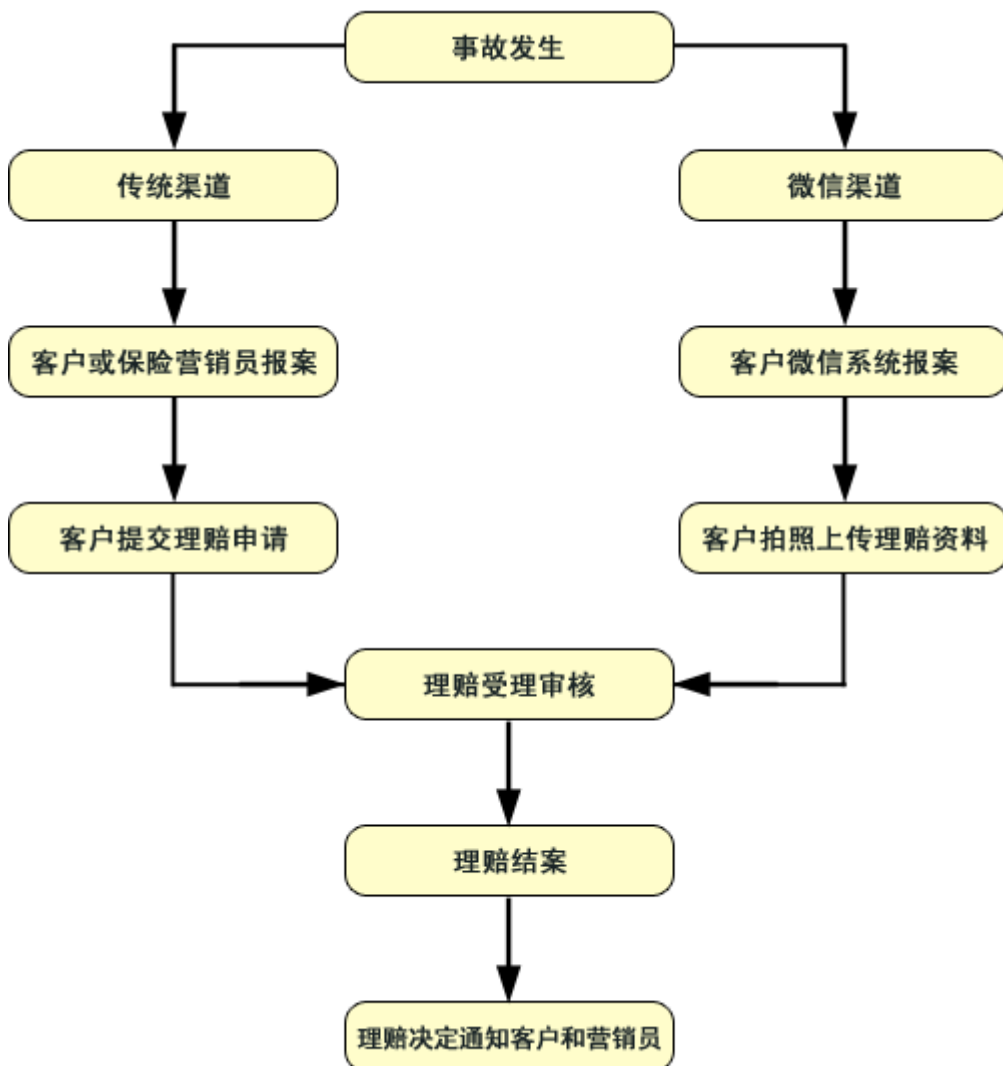 事故发生
传统渠道
微信渠道
客户或保险营销员报案
客户微信系统报案
客户提交理赔申请
客户拍照上传理赔资料
理赔受理审核
理赔结案
理赔决定通知客户和营销员